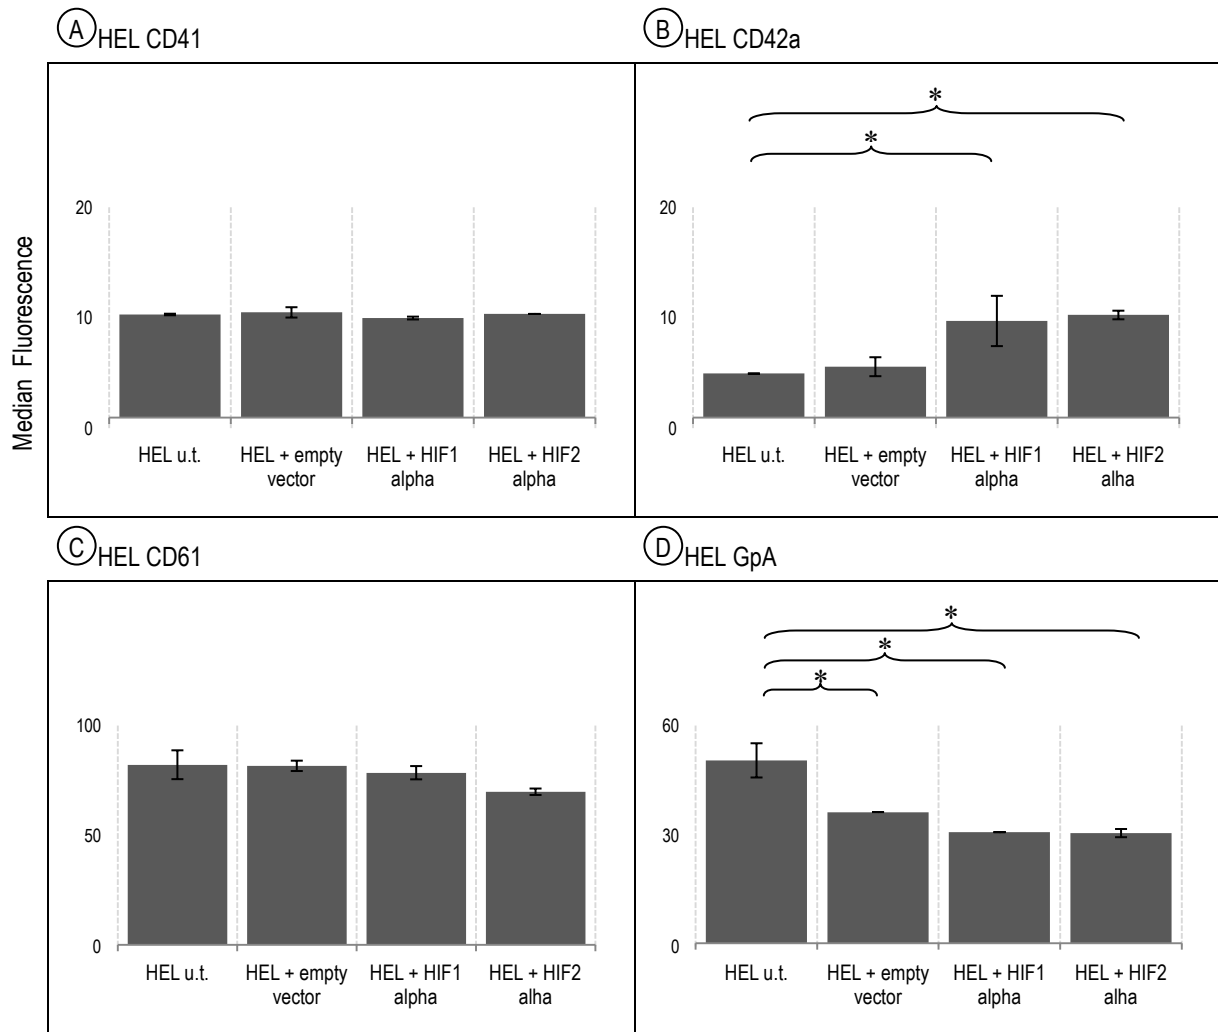 A HEL CD41
20
10
0
Median Fluorescence
HEL u.t.
HEL + empty
vector
HEL + HIF1
alpha
HEL + HIF2
alpha
B HEL CD42a
*
*
20
10
0
HEL u.t.
HEL + empty
vector
HEL + HIF1
alpha
HEL + HIF2
alha
C HEL CD61
100
50
0
HEL u.t.
HEL + empty
vector
HEL + HIF1
alpha
HEL + HIF2
alha
D HEL GpA
*
*
*
60
30
0
HEL u.t.
HEL + empty
vector
HEL + HIF1
alpha
HEL + HIF2
alha